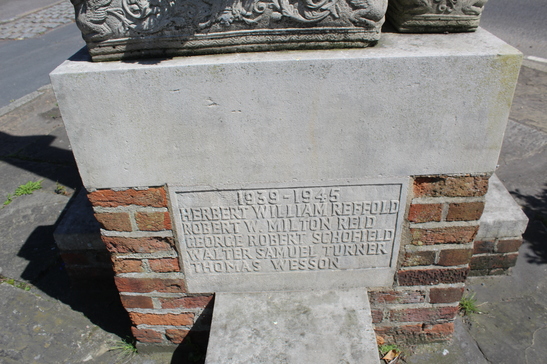 1939-1945
HERBERT WILLIAM REFFOLD
ROBERT W. MILTON REID
GEORGE ROBERT SCHOFIELD
WALTER SAMUEL TURNER
THOMAS WESSON